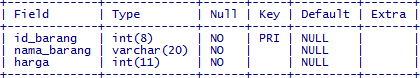 | Field | Type | Null | Key | Default | Extra |
| id_barang | int(8) | NO | PRI | NULL | |
| nama_barang | varchar(20) | NO | | NULL | |
| harga | int(11) | NO | | NULL | |